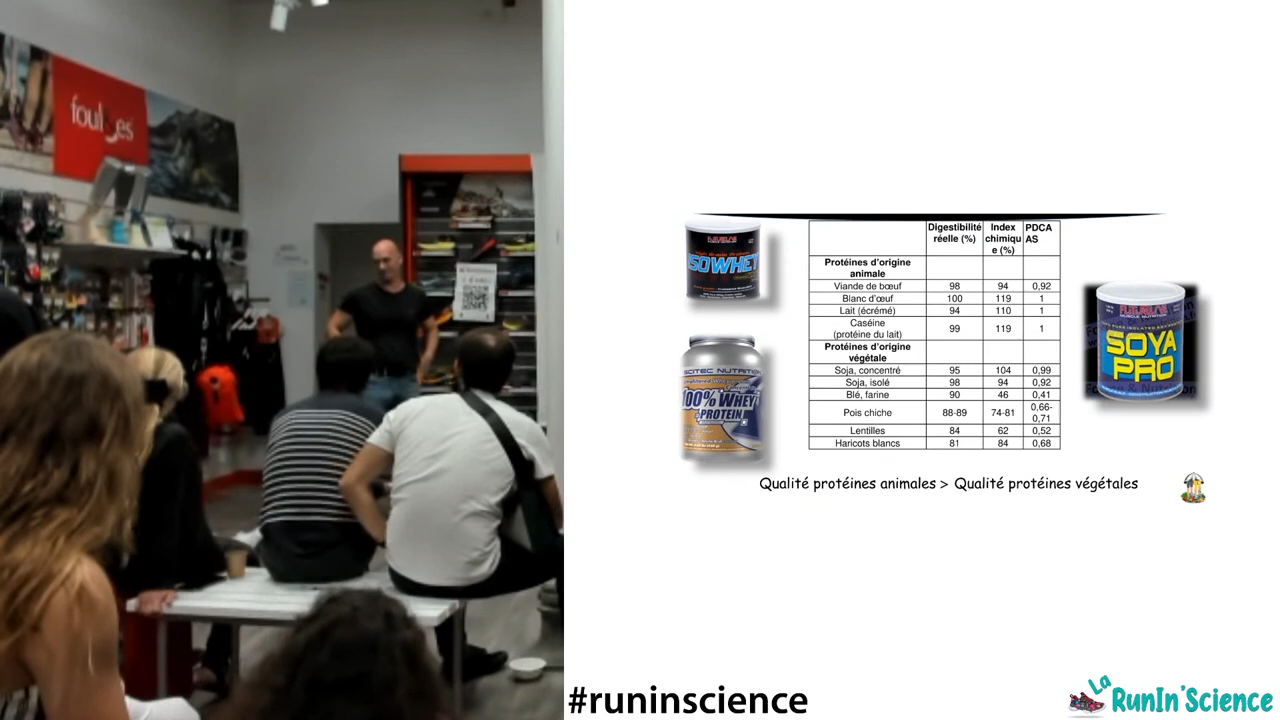 foulées
ISOWHEY
SCITEC NUTRITION
100% WHEY
PROTEIN
Digestibilité réelle (%) Index chimique (%) PDCAAS
Protéines d'origine animale
Viande de bœuf 98 94 0,92
Blanc d'œuf 100 119 1
Lait (écrémé) 94 110 1
Caséine (protéine du lait) 99 119 1
Protéines d'origine végétale
Soja, concentré 95 104 0,99
Soja, isolé 98 94 0,92
Blé, farine 90 46 0,41
Pois chiche 88-89 74-81 0,66-0,71
Lentilles 84 62 0,52
Haricots blancs 81 84 0,68
SOYA
PRO
Qualité protéines animales > Qualité protéines végétales
#runinscience
La RunIn'Science